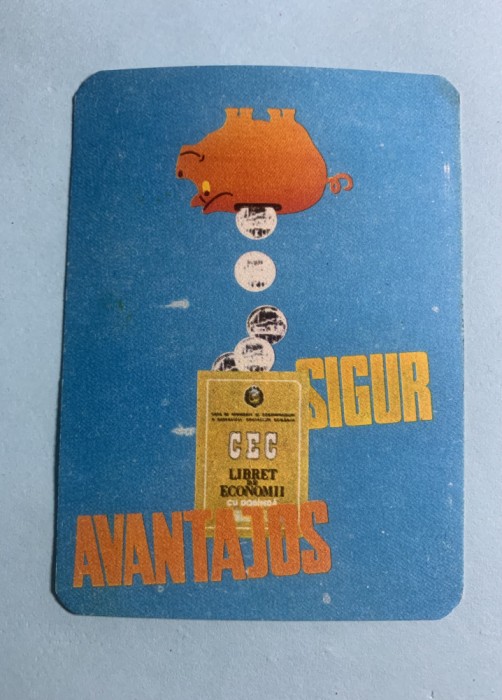 SIGUR
CEC
LIBRET
DE
ECONOMII
CU DOBÎNDĂ
AVANTAJOS